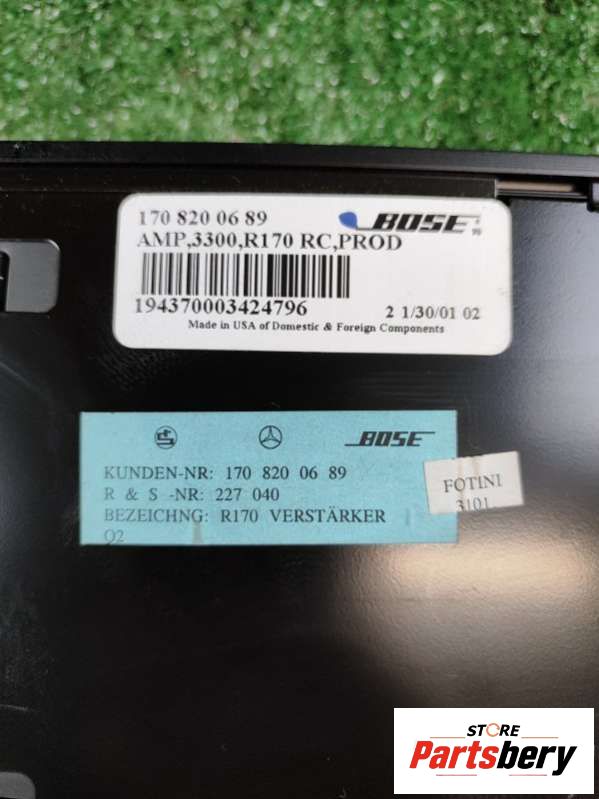 170 820 06 89 BOSE
AMP,3300,R170 RC,PROD
194370003424796 2 1/30/01 02
Made in USA of Domestic & Foreign Components
BOSE
KUNDEN-NR: 170 820 06 89
R & S -NR: 227 040
BEZEICHNG: R170 VERSTÄRKER
Q2
FOTINI
3101
STORE
Partsbery